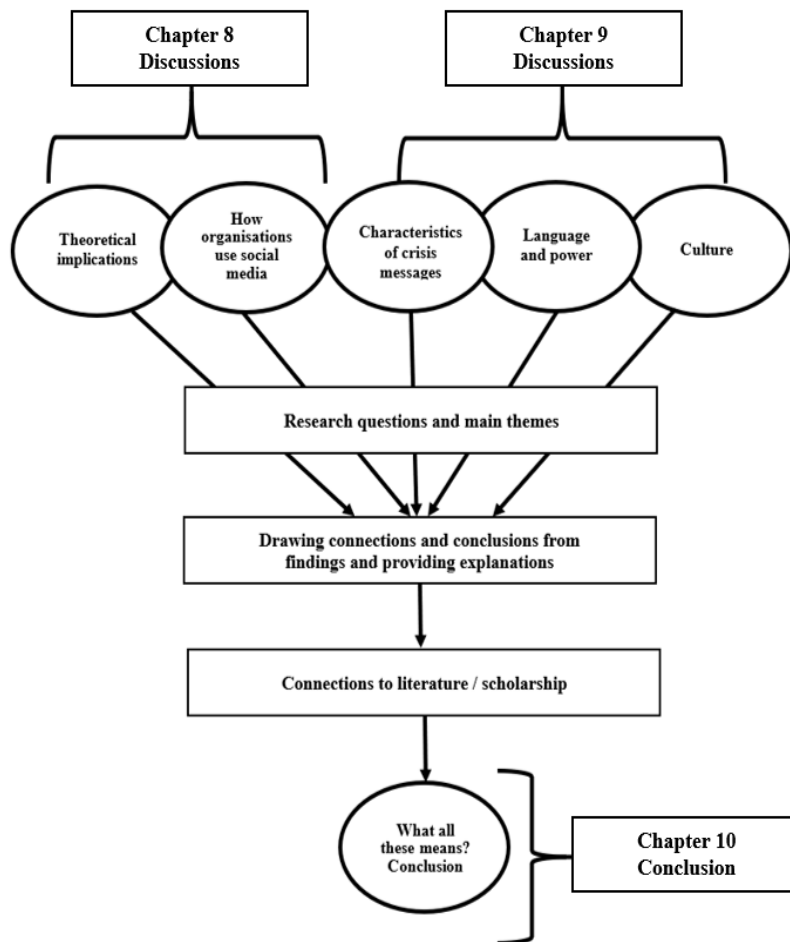 Chapter 8
Discussions
Chapter 9
Discussions
Theoretical
implications
How
organisations
use social
media
Characteristics
of crisis
messages
Language
and power
Culture
Research questions and main themes
Drawing connections and conclusions from
findings and providing explanations
Connections to literature / scholarship
What all
these means?
Conclusion
Chapter 10
Conclusion